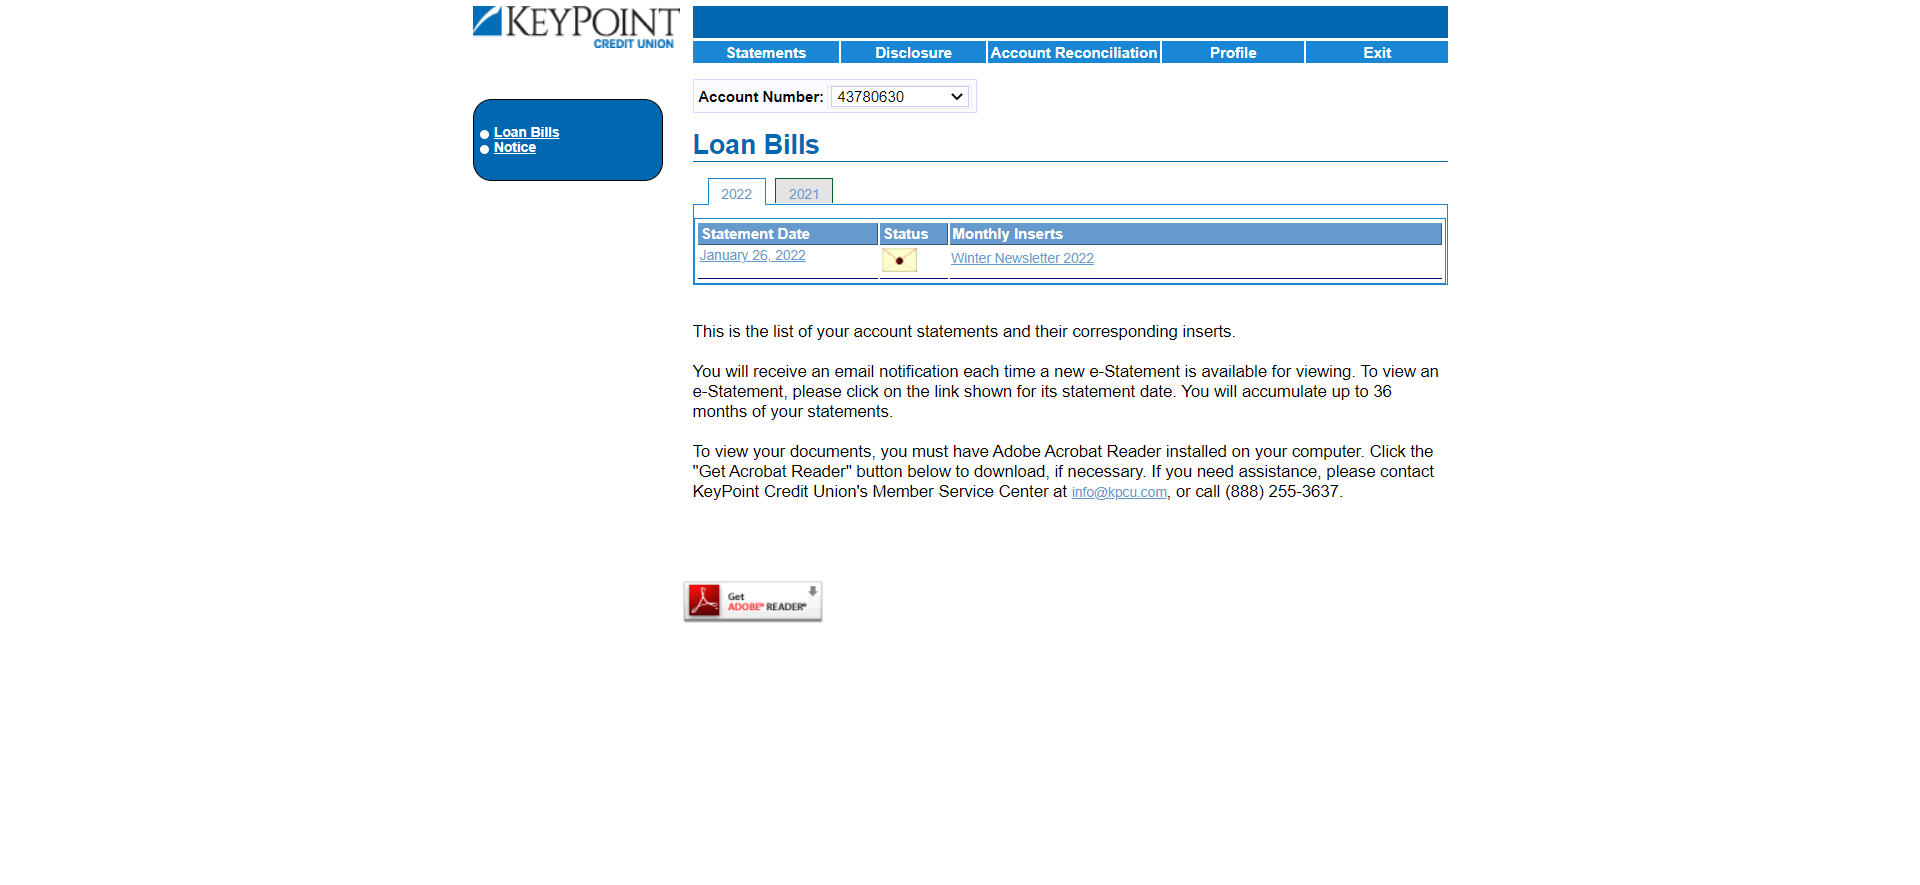 KEYPOINT
CREDIT UNION
Statements Disclosure Account Reconciliation Profile Exit
Account Number: 43780630
Loan Bills
Notice
Loan Bills
2022 2021
Statement Date Status Monthly Inserts
January 26, 2022 Winter Newsletter 2022
This is the list of your account statements and their corresponding inserts.
You will receive an email notification each time a new e-Statement is available for viewing. To view an
e-Statement, please click on the link shown for its statement date. You will accumulate up to 36
months of your statements.
To view your documents, you must have Adobe Acrobat Reader installed on your computer. Click the
"Get Acrobat Reader" button below to download, if necessary. If you need assistance, please contact
KeyPoint Credit Union's Member Service Center at info@kpcu.com, or call (888) 255-3637.
Get
ADOBE® READER®